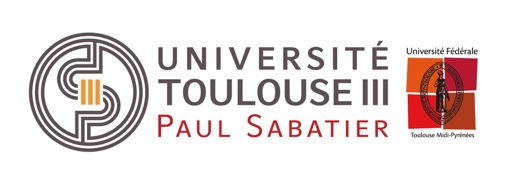 UNIVERSITÉ
TOULOUSE III
PAUL SABATIER
Université Fédérale
Toulouse Midi-Pyrénées